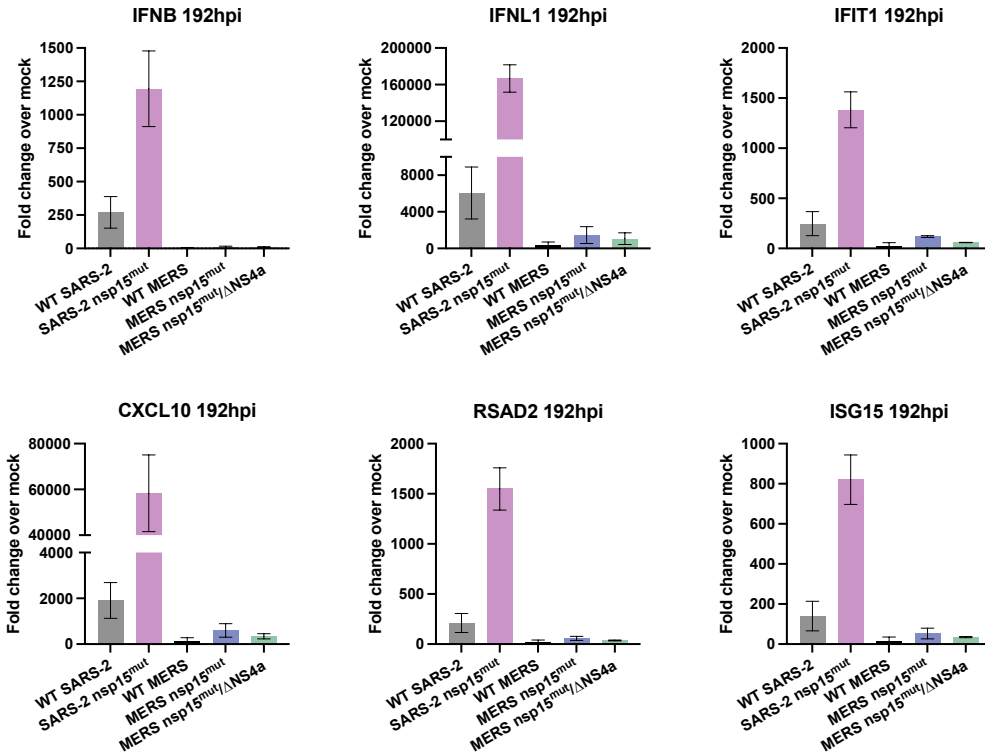 IFNB 192hpi
Fold change over mock
1500
1250
1000
750
500
250
0
WT SARS-2
SARS-2 nsp15mut
WT MERS
MERS nsp15mut
MERS nsp15mut/ΔNS4a
IFNL1 192hpi
Fold change over mock
200000
160000
120000
8000
4000
0
WT SARS-2
SARS-2 nsp15mut
WT MERS
MERS nsp15mut
MERS nsp15mut/ΔNS4a
IFIT1 192hpi
Fold change over mock
2000
1500
1000
500
0
WT SARS-2
SARS-2 nsp15mut
WT MERS
MERS nsp15mut
MERS nsp15mut/ΔNS4a
CXCL10 192hpi
Fold change over mock
80000
60000
40000
4000
2000
0
WT SARS-2
SARS-2 nsp15mut
WT MERS
MERS nsp15mut
MERS nsp15mut/ΔNS4a
RSAD2 192hpi
Fold change over mock
2000
1500
1000
500
0
WT SARS-2
SARS-2 nsp15mut
WT MERS
MERS nsp15mut
MERS nsp15mut/ΔNS4a
ISG15 192hpi
Fold change over mock
1000
800
600
400
200
0
WT SARS-2
SARS-2 nsp15mut
WT MERS
MERS nsp15mut
MERS nsp15mut/ΔNS4a